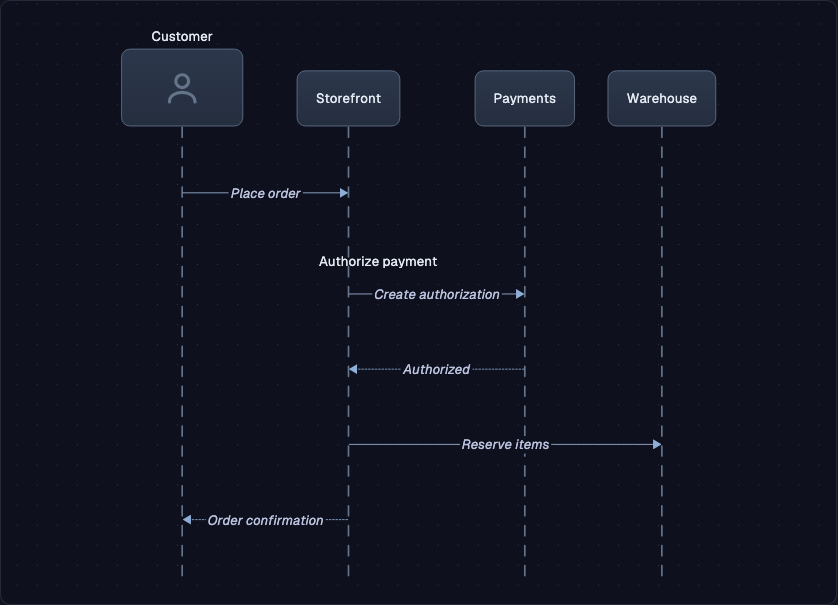 Customer
Storefront
Payments
Warehouse
Place order
Authorize payment
Create authorization
Authorized
Reserve items
Order confirmation